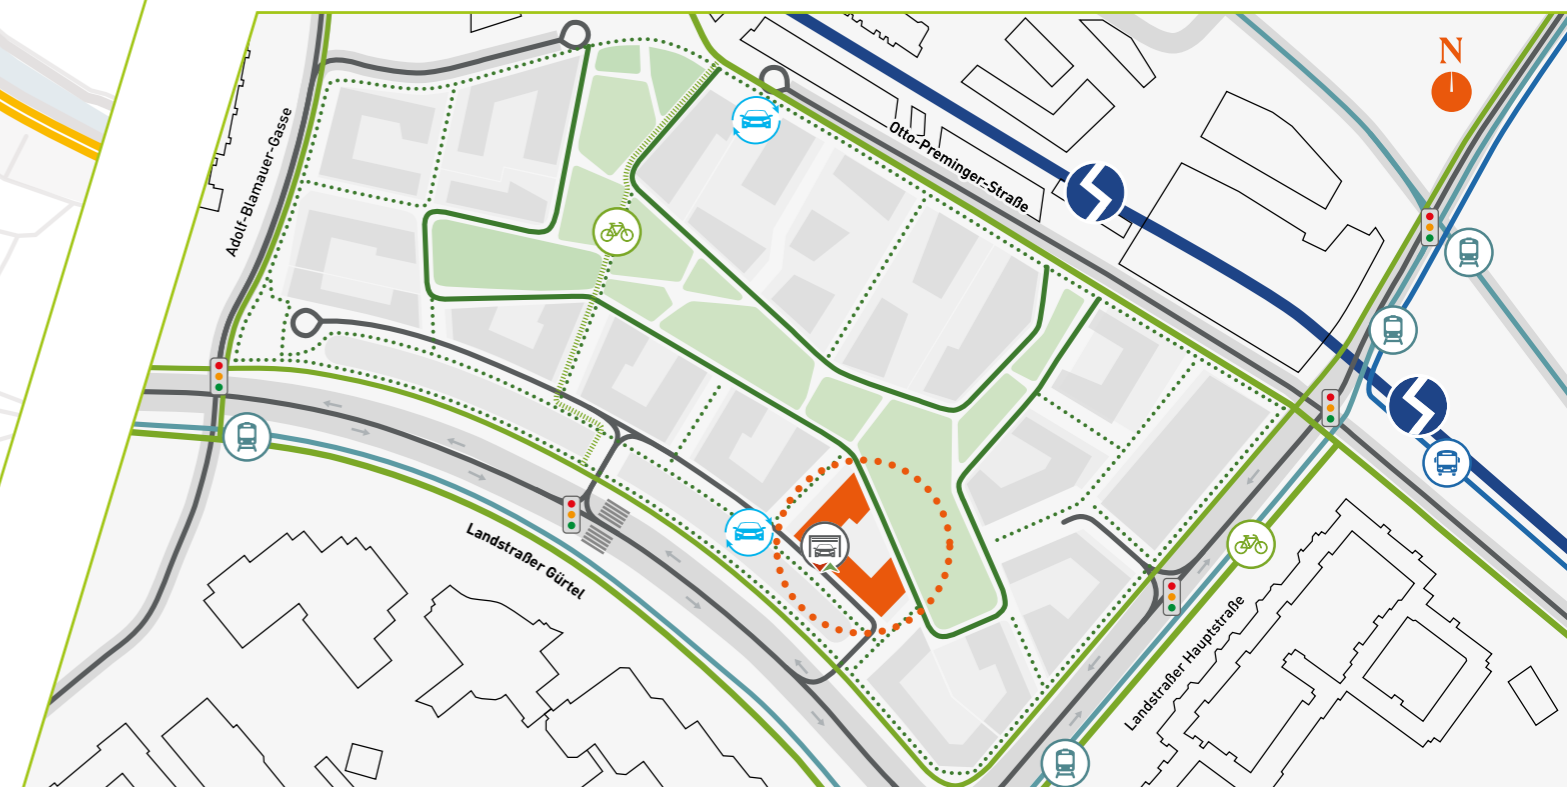 N
Adolf-Blamauer-Gasse
Otto-Preminger-Straße
Landstraßer Gürtel
Landstraßer Hauptstraße